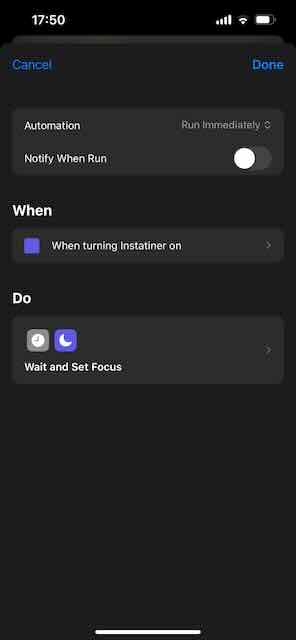 17:50
Cancel
Done
Automation
Run Immediately
Notify When Run
When
When turning Instatiner on
Do
Wait and Set Focus